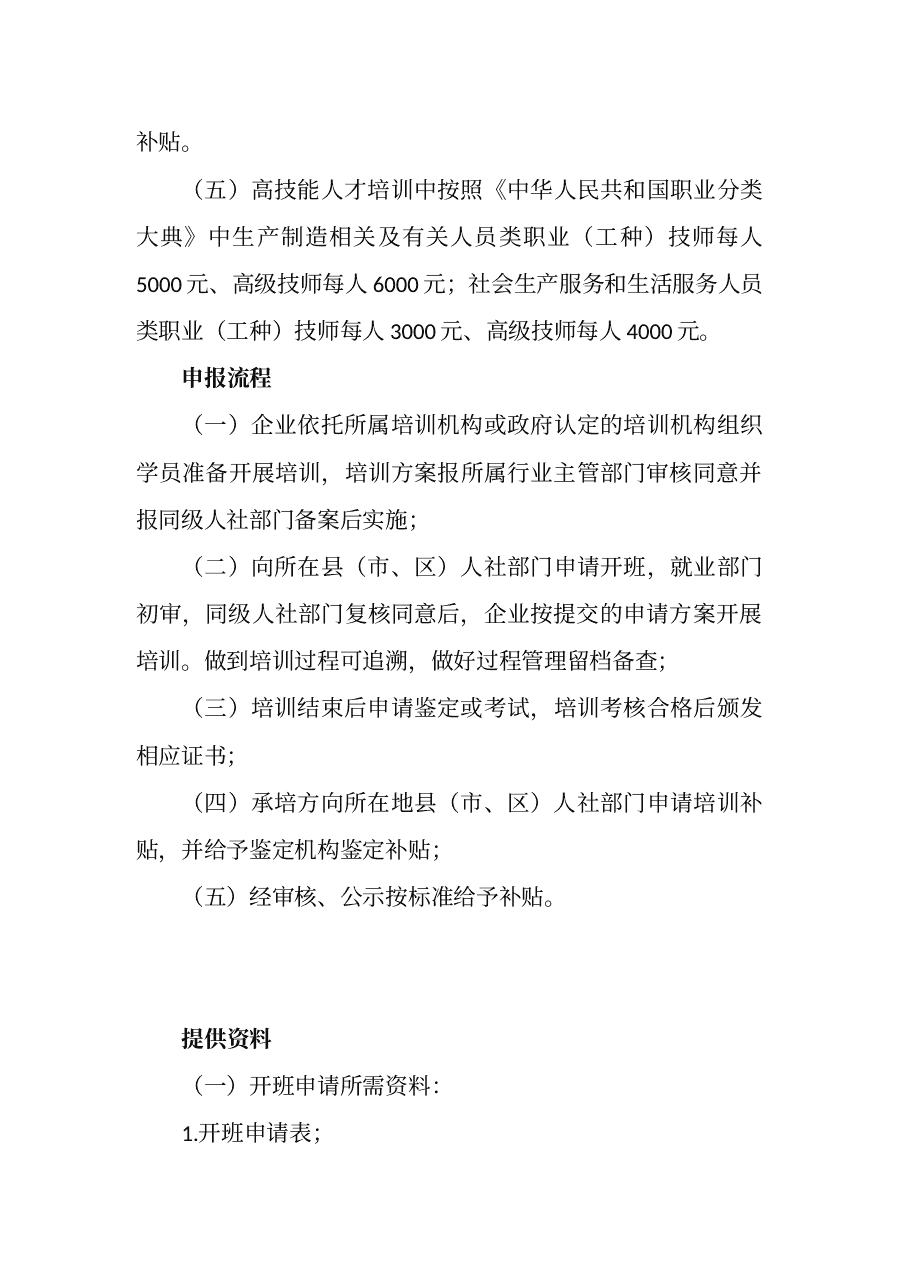 补贴。
（五）高技能人才培训中按照《中华人民共和国职业分类
大典》中生产制造相关及有关人员类职业（工种）技师每人
5000 元、高级技师每人 6000 元；社会生产服务和生活服务人员
类职业（工种）技师每人 3000 元、高级技师每人 4000 元。
申报流程
（一）企业依托所属培训机构或政府认定的培训机构组织
学员准备开展培训，培训方案报所属行业主管部门审核同意并
报同级人社部门备案后实施；
（二）向所在县（市、区）人社部门申请开班，就业部门
初审，同级人社部门复核同意后，企业按提交的申请方案开展
培训。做到培训过程可追溯，做好过程管理留档备查；
（三）培训结束后申请鉴定或考试，培训考核合格后颁发
相应证书；
（四）承培方向所在地县（市、区）人社部门申请培训补
贴，并给予鉴定机构鉴定补贴；
（五）经审核、公示按标准给予补贴。
提供资料
（一）开班申请所需资料：
1.开班申请表；